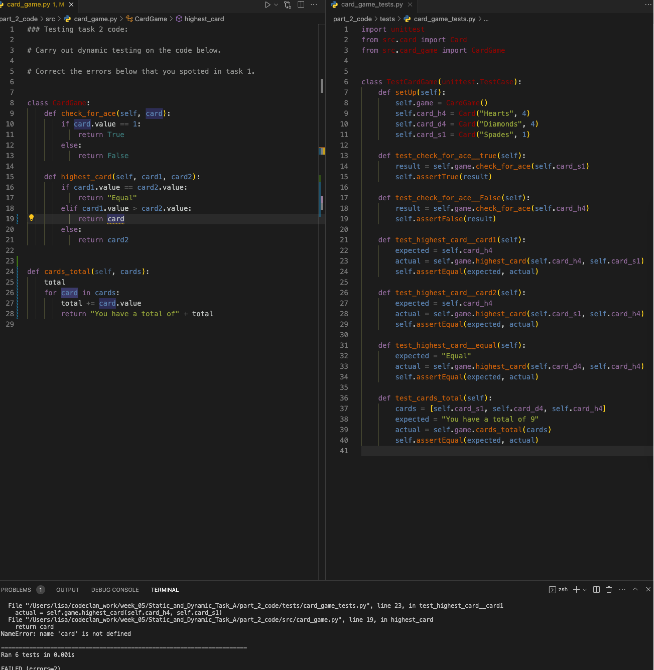 card_game.py 1, M ×
part_2_code > src > card_game.py > CardGame > highest_card
1 ### Testing task 2 code:
2
3 # Carry out dynamic testing on the code below.
4
5 # Correct the errors below that you spotted in task 1.
6
7
8 class CardGame:
9 def check_for_ace(self, card):
10 if card.value == 1:
11 return True
12 else:
13 return False
14
15 def highest_card(self, card1, card2):
16 if card1.value == card2.value:
17 return "Equal"
18 elif card1.value > card2.value:
19 return card
20 else:
21 return card2
22
23
24 def cards_total(self, cards):
25 total
26 for card in cards:
27 total += card.value
28 return "You have a total of" + total
29
card_game_tests.py ×
part_2_code > tests > card_game_tests.py > ...
1 import unittest
2 from src.card import Card
3 from src.card_game import CardGame
4
5
6 class TestCardGame(unittest.TestCase):
7 def setUp(self):
8 self.game = CardGame()
9 self.card_h4 = Card("Hearts", 4)
10 self.card_d4 = Card("Diamonds", 4)
11 self.card_s1 = Card("Spades", 1)
12
13 def test_check_for_ace__true(self):
14 result = self.game.check_for_ace(self.card_s1)
15 self.assertTrue(result)
16
17 def test_check_for_ace__False(self):
18 result = self.game.check_for_ace(self.card_h4)
19 self.assertFalse(result)
20
21 def test_highest_card__card1(self):
22 expected = self.card_h4
23 actual = self.game.highest_card(self.card_h4, self.card_s1)
24 self.assertEqual(expected, actual)
25
26 def test_highest_card__card2(self):
27 expected = self.card_h4
28 actual = self.game.highest_card(self.card_s1, self.card_h4)
29 self.assertEqual(expected, actual)
30
31 def test_highest_card__equal(self):
32 expected = "Equal"
33 actual = self.game.highest_card(self.card_d4, self.card_h4)
34 self.assertEqual(expected, actual)
35
36 def test_cards_total(self):
37 cards = [self.card_s1, self.card_d4, self.card_h4]
38 expected = "You have a total of 9"
39 actual = self.game.cards_total(cards)
40 self.assertEqual(expected, actual)
41
PROBLEMS 1 OUTPUT DEBUG CONSOLE TERMINAL zsh
File "/Users/lisa/codeclan_work/week_05/Static_and_Dynamic_Task_A/part_2_code/tests/card_game_tests.py", line 23, in test_highest_card__card1
actual = self.game.highest_card(self.card_h4, self.card_s1)
File "/Users/lisa/codeclan_work/week_05/Static_and_Dynamic_Task_A/part_2_code/src/card_game.py", line 19, in highest_card
return card
NameError: name 'card' is not defined
----------------------------------------------------------------------
Ran 6 tests in 0.001s
FAILED (errors=2)